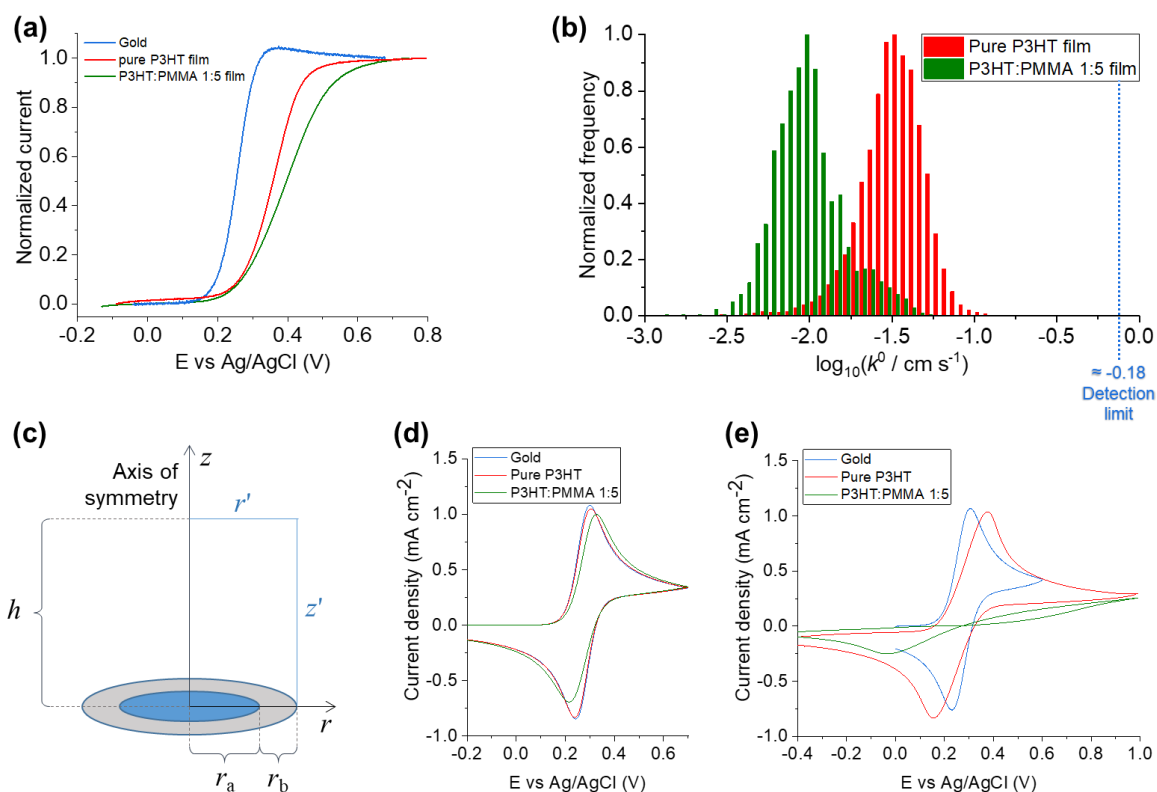 (a)
Gold
pure P3HT film
P3HT:PMMA 1:5 film
Normalized current
1.0
0.8
0.6
0.4
0.2
0.0
-0.2 0.0 0.2 0.4 0.6 0.8
E vs Ag/AgCl (V)
(b)
Pure P3HT film
P3HT:PMMA 1:5 film
Normalized frequency
1.0
0.8
0.6
0.4
0.2
0.0
-3.0 -2.5 -2.0 -1.5 -1.0 -0.5 0.0
log₁₀(k⁰ / cm s⁻¹)
≈ -0.18
Detection
limit
(c)
Axis of
symmetry
z
r'
h
z'
r
rₐ
r_b
(d)
Gold
Pure P3HT
P3HT:PMMA 1:5
Current density (mA cm⁻²)
1.5
1.0
0.5
0.0
-0.5
-1.0
-0.2 0.0 0.2 0.4 0.6
E vs Ag/AgCl (V)
(e)
Gold
Pure P3HT
P3HT:PMMA 1:5
Current density (mA cm⁻²)
1.5
1.0
0.5
0.0
-0.5
-1.0
-0.4 -0.2 0.0 0.2 0.4 0.6 0.8 1.0
E vs Ag/AgCl (V)